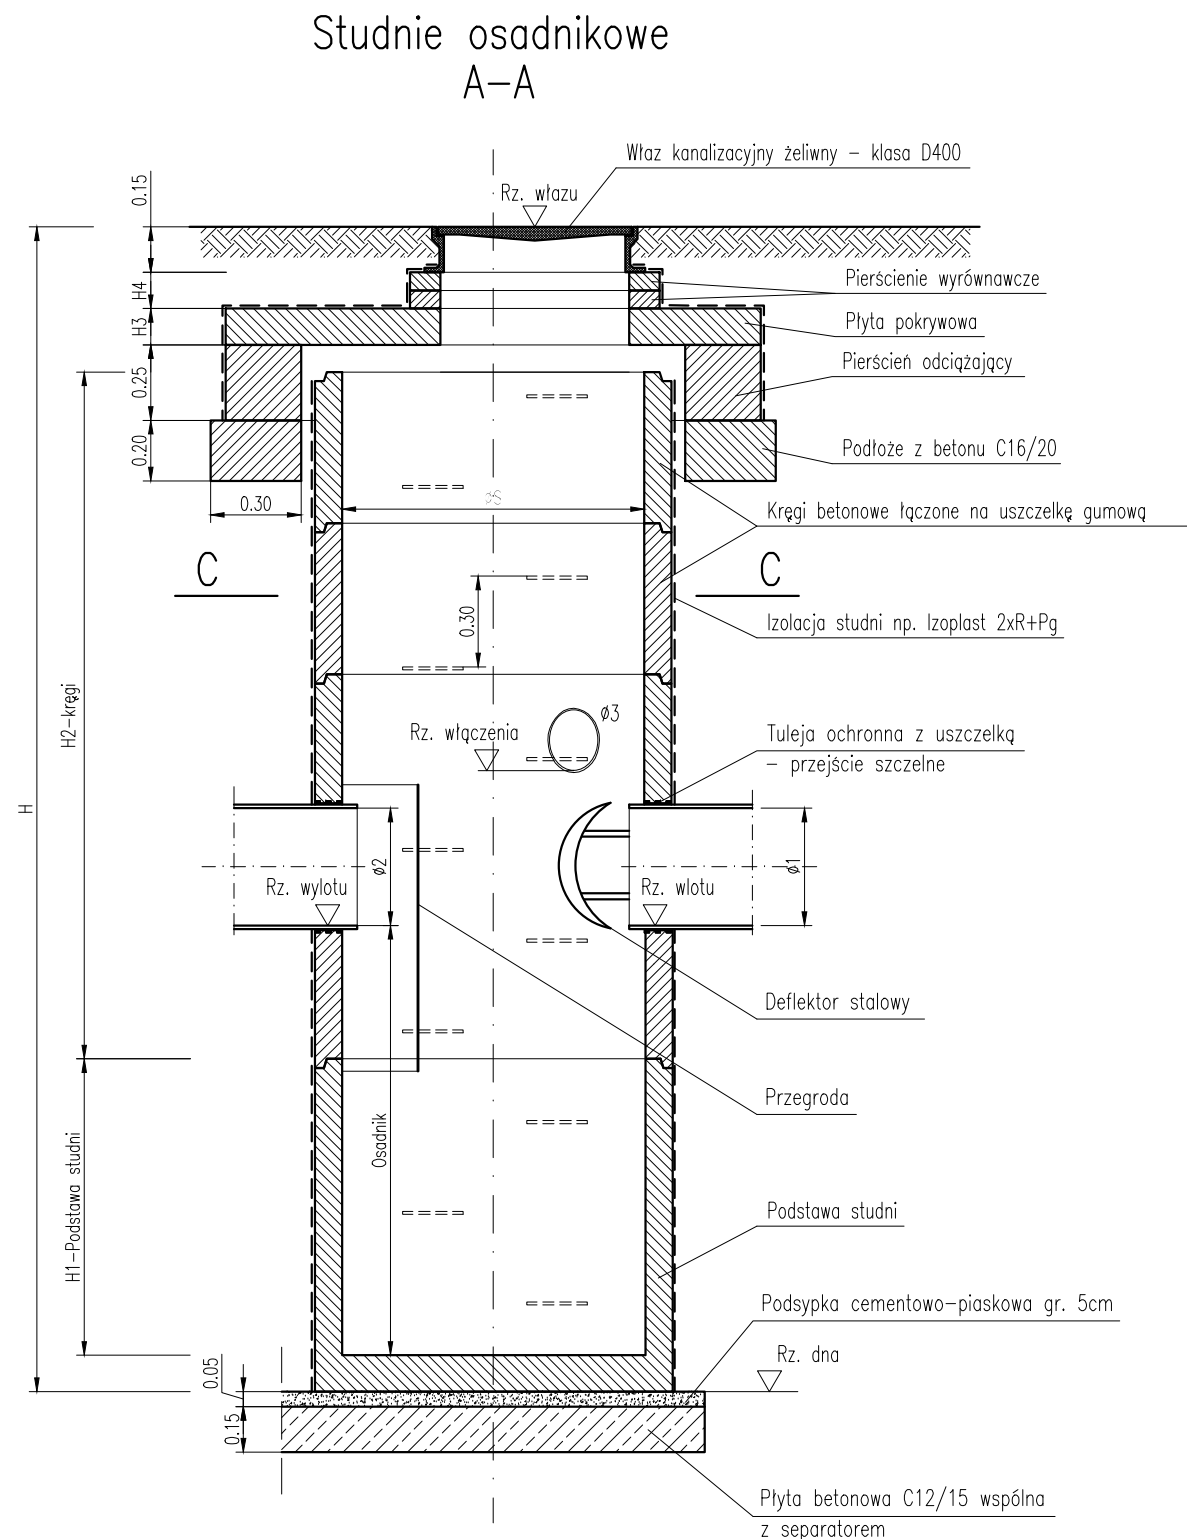 Studnie osadnikowe
A-A
Właz kanalizacyjny żeliwny - klasa D400
0.15
Rz. włazu
H4
Pierścienie wyrównawcze
H3
Płyta pokrywowa
0.25
Pierścień odciążający
0.20
Podłoże z betonu C16/20
0.30
øS
Kręgi betonowe łączone na uszczelkę gumową
C
C
0.30
Izolacja studni np. Izoplast 2xR+Pg
H2-kręgi
ø3
Rz. włączenia
Tuleja ochronna z uszczelką
- przejście szczelne
H
ø2
ø1
Rz. wylotu
Rz. wlotu
Deflektor stalowy
Przegroda
Osadnik
H1-Podstawa studni
Podstawa studni
Podsypka cementowo-piaskowa gr. 5cm
Rz. dna
0.05
0.15
Płyta betonowa C12/15 wspólna
z separatorem